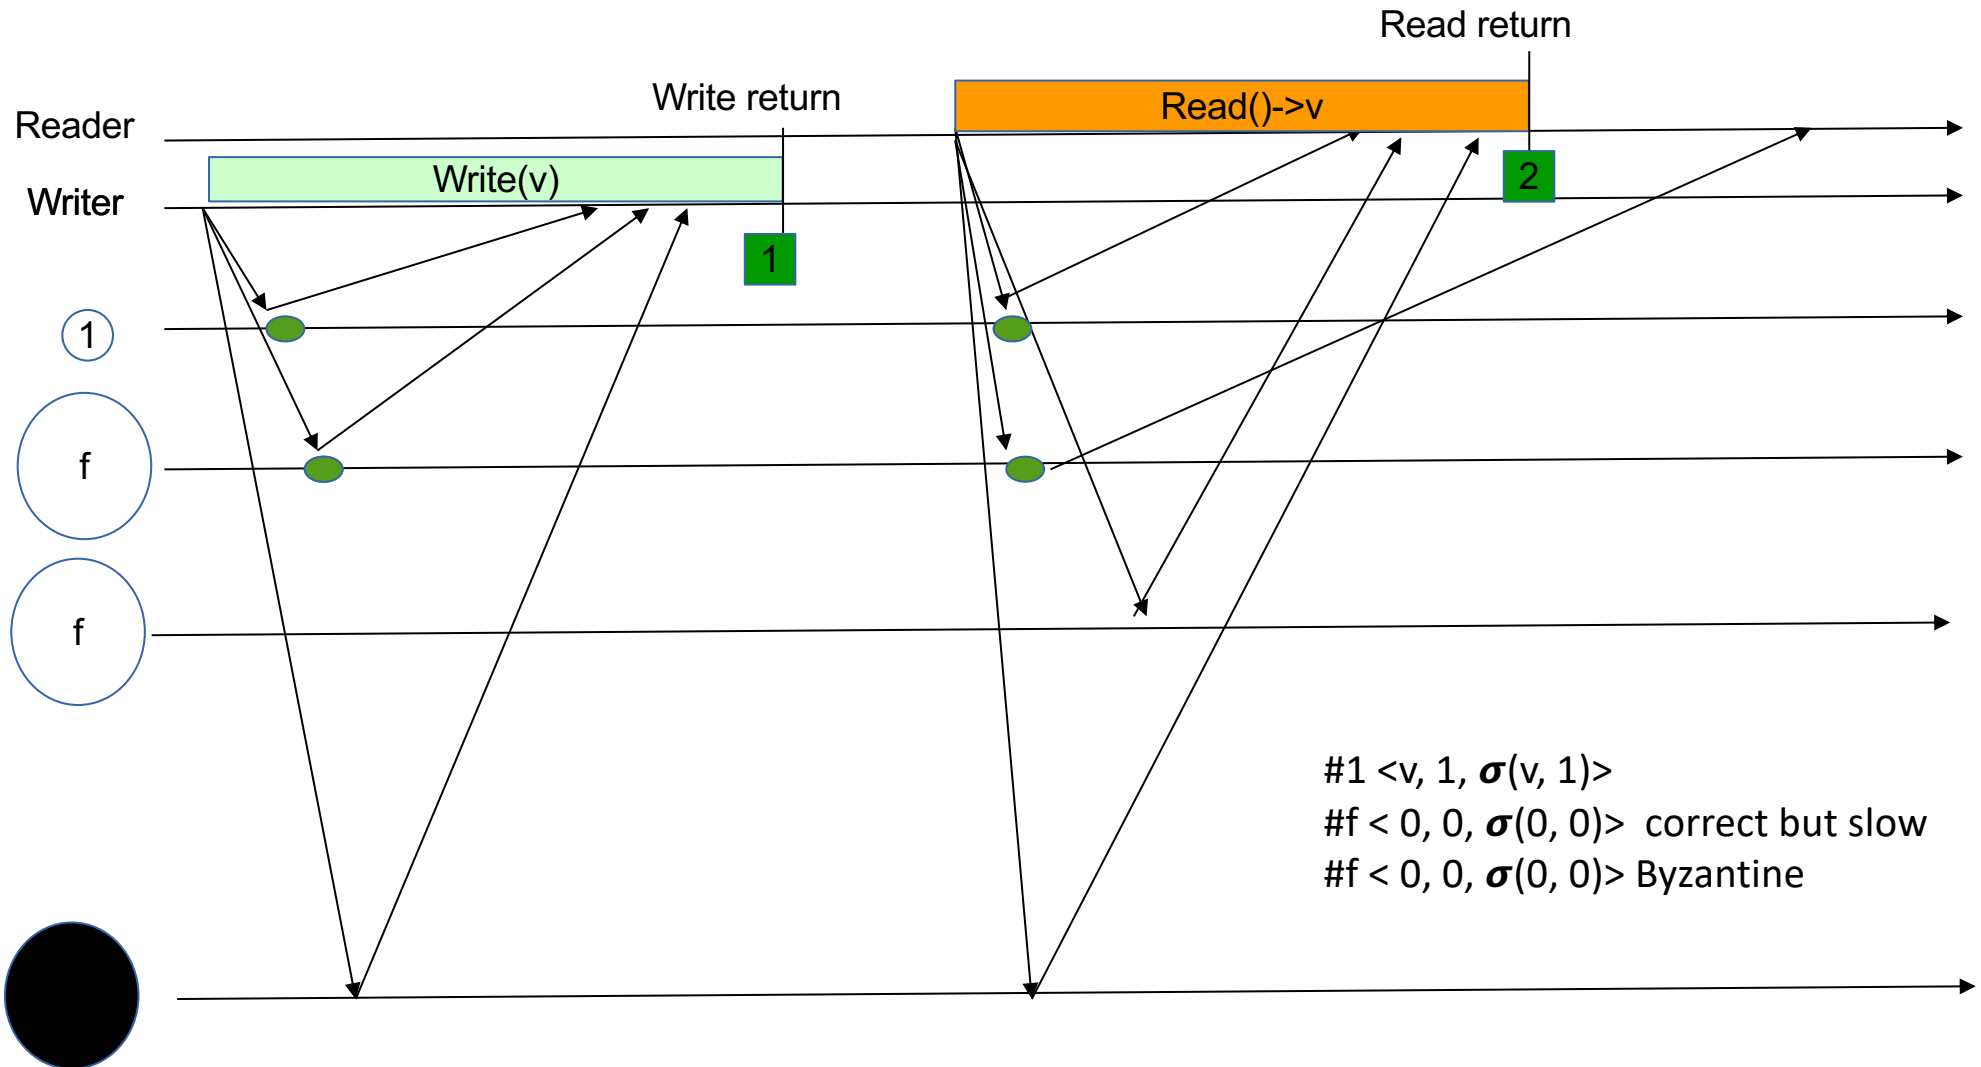 Read return
Write return
Read()->v
Reader
Write(v)
2
Writer
1
1
f
f
#1 <v, 1, σ(v, 1)>
#f < 0, 0, σ(0, 0)> correct but slow
#f < 0, 0, σ(0, 0)> Byzantine